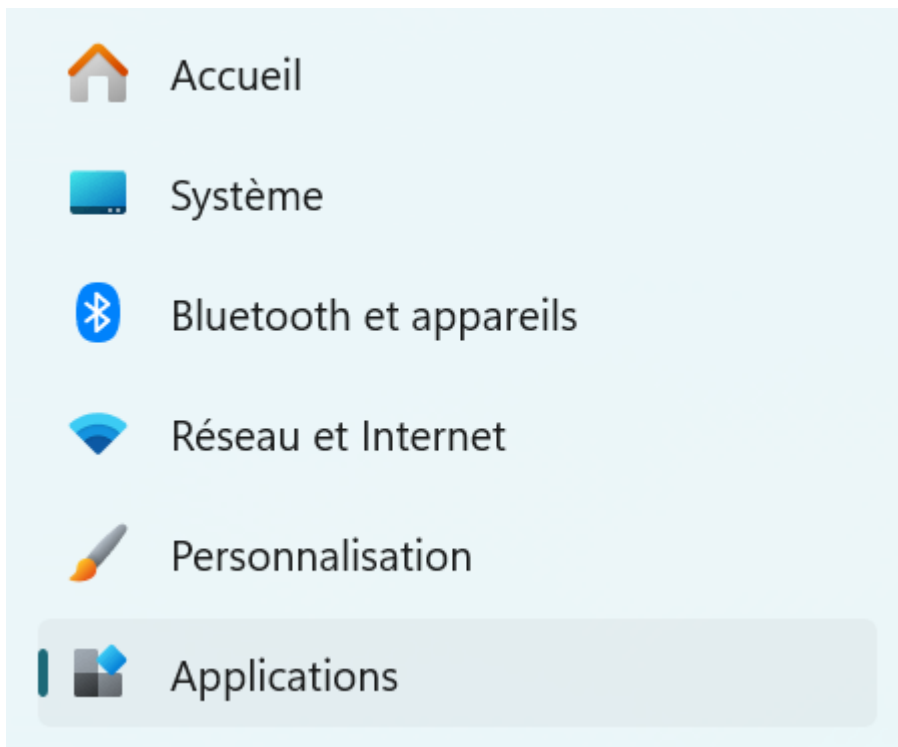 Accueil
Système
Bluetooth et appareils
Réseau et Internet
Personnalisation
Applications